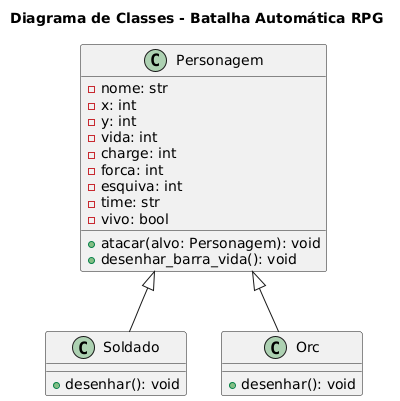 Diagrama de Classes - Batalha Automática RPG
C Personagem
nome: str
x: int
y: int
vida: int
charge: int
forca: int
esquiva: int
time: str
vivo: bool
atacar(alvo: Personagem): void
desenhar_barra_vida(): void
C Soldado
desenhar(): void
C Orc
desenhar(): void